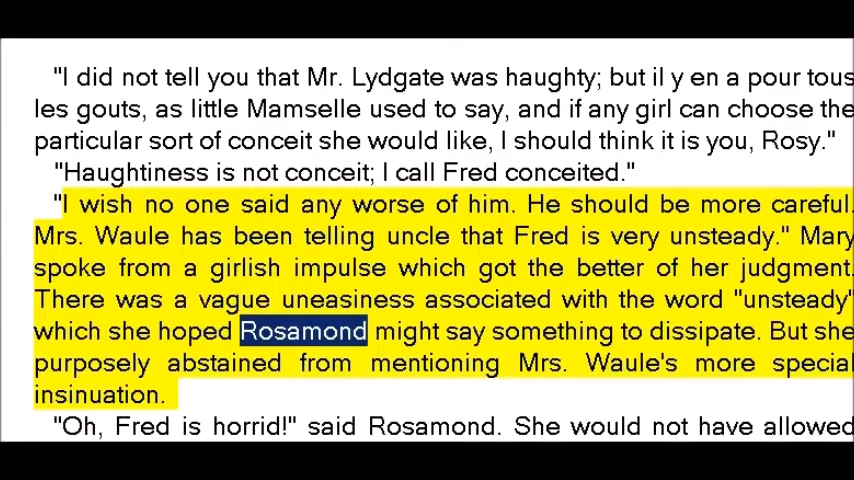 "I did not tell you that Mr. Lydgate was haughty; but il y en a pour tous
les gouts, as little Mamselle used to say, and if any girl can choose the
particular sort of conceit she would like, I should think it is you, Rosy."
"Haughtiness is not conceit; I call Fred conceited."
"I wish no one said any worse of him. He should be more careful.
Mrs. Waule has been telling uncle that Fred is very unsteady." Mary
spoke from a girlish impulse which got the better of her judgment.
There was a vague uneasiness associated with the word "unsteady"
which she hoped Rosamond might say something to dissipate. But she
purposely abstained from mentioning Mrs. Waule's more special
insinuation.
"Oh, Fred is horrid!" said Rosamond. She would not have allowed